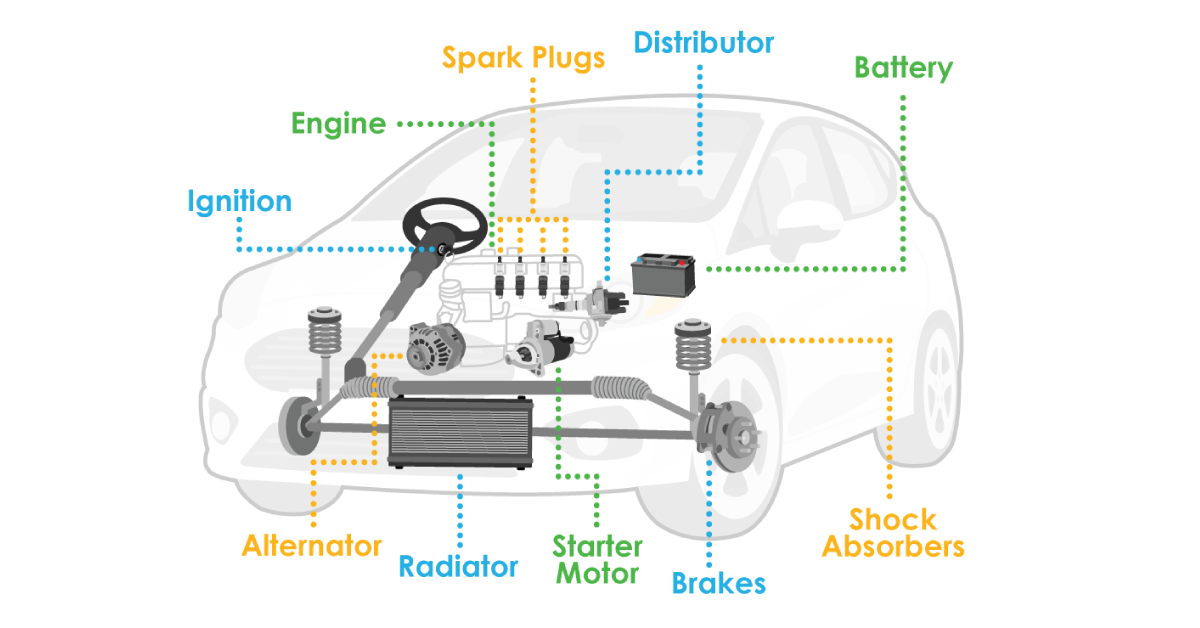 Distributor
Spark Plugs
Battery
Engine
Ignition
Shock
Absorbers
Alternator
Starter
Motor
Radiator
Brakes